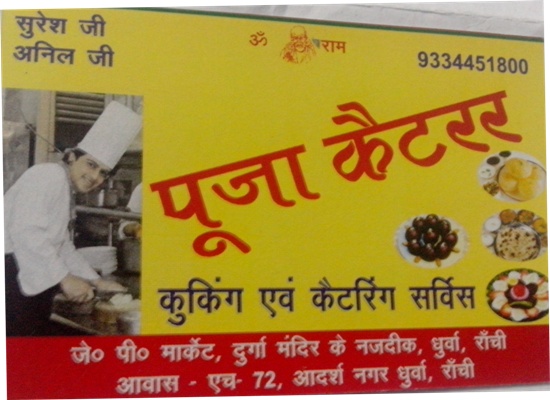 सुरेश जी
अनिल जी
ॐ राम
9334451800
पूजा कैटरर
कुकिंग एवं कैटरिंग सर्विस
जे० पी० मार्केट, दुर्गा मंदिर के नजदीक, धुर्वा, राँची
आवास - एच- 72, आदर्श नगर धुर्वा, राँची